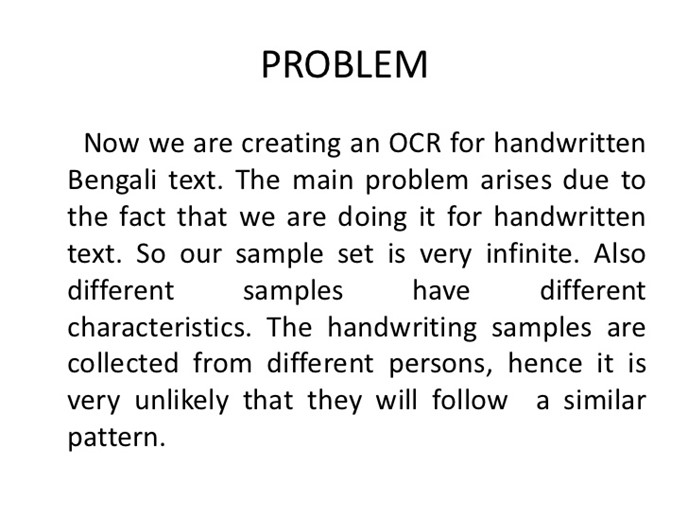 PROBLEM
Now we are creating an OCR for handwritten
Bengali text. The main problem arises due to
the fact that we are doing it for handwritten
text. So our sample set is very infinite. Also
different samples have different
characteristics. The handwriting samples are
collected from different persons, hence it is
very unlikely that they will follow a similar
pattern.